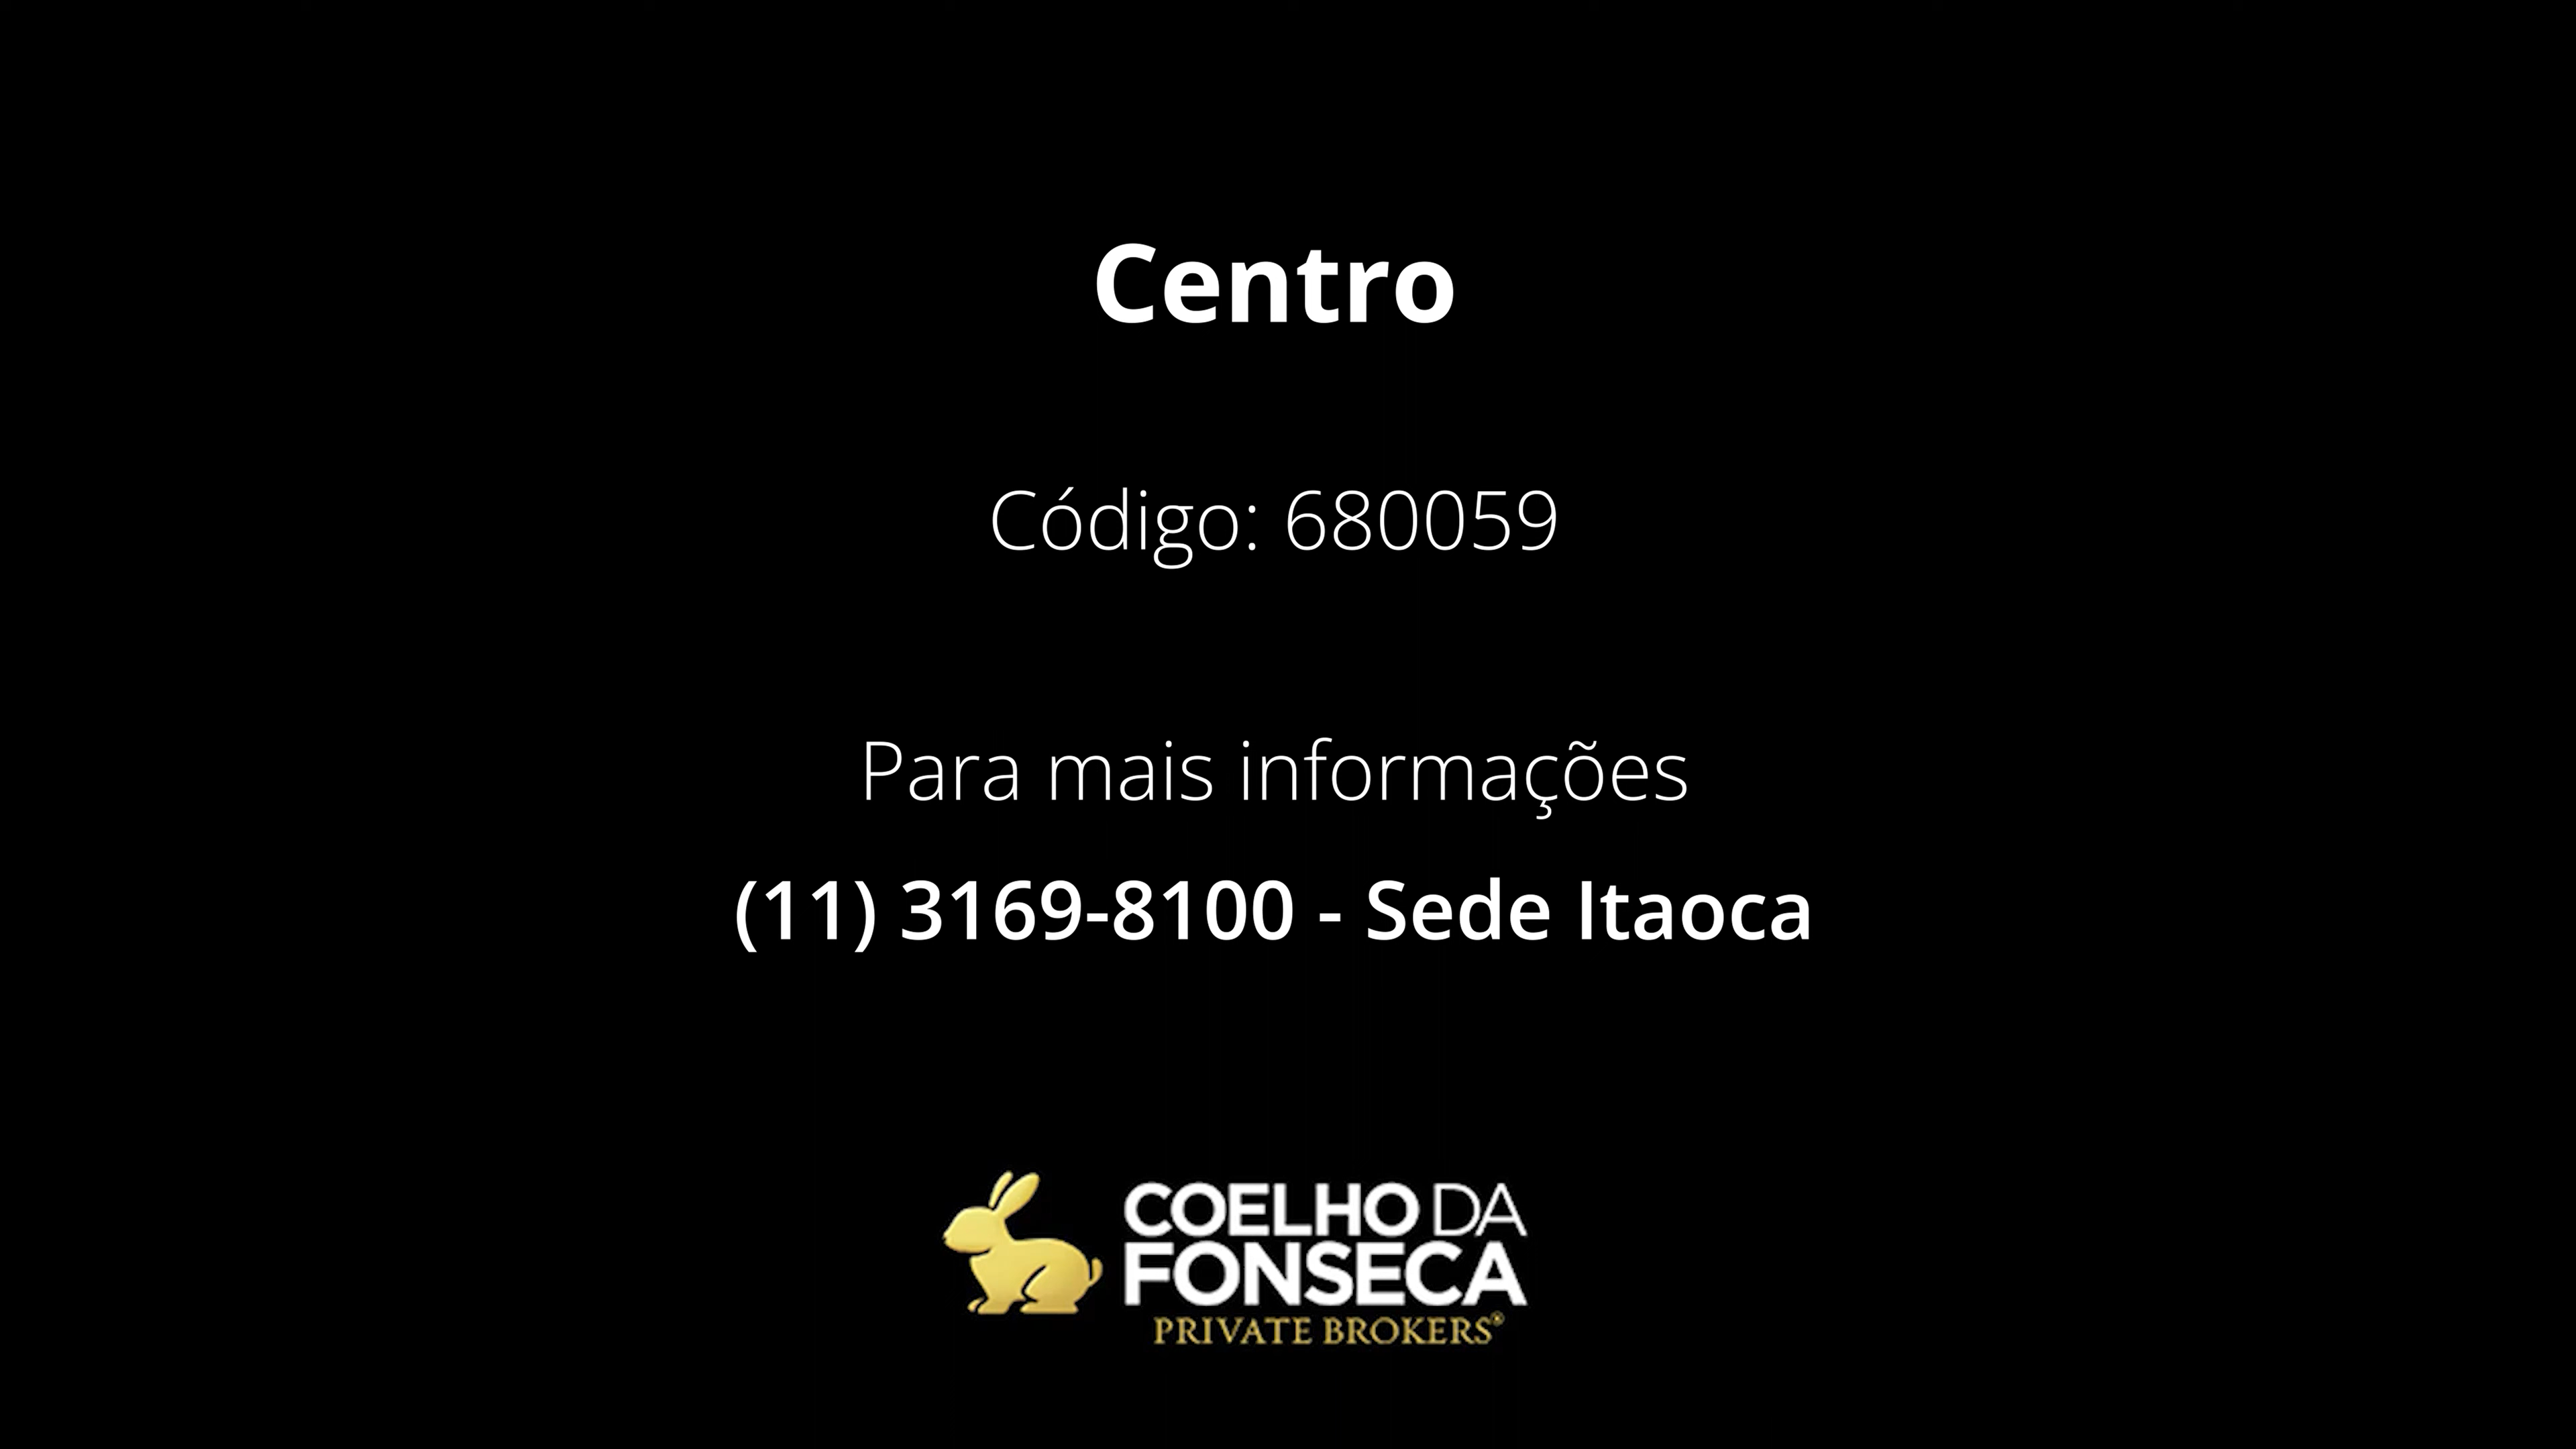 Centro
Código: 680059
Para mais informações
(11) 3169-8100 - Sede Itaoca
COELHO DA
FONSECA
PRIVATE BROKERS®